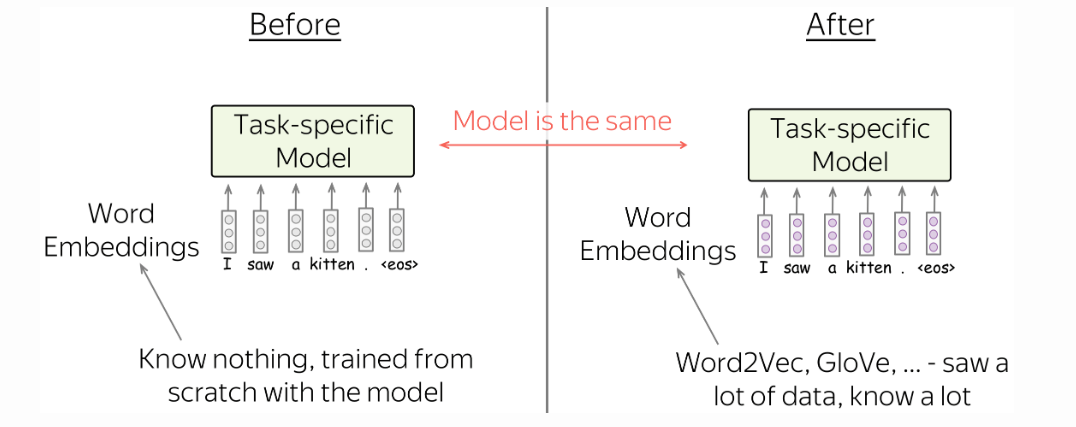 Before
Task-specific
Model
Word
Embeddings
I saw a kitten . <eos>
Know nothing, trained from
scratch with the model
Model is the same
After
Task-specific
Model
Word
Embeddings
I saw a kitten . <eos>
Word2Vec, GloVe, ... - saw a
lot of data, know a lot